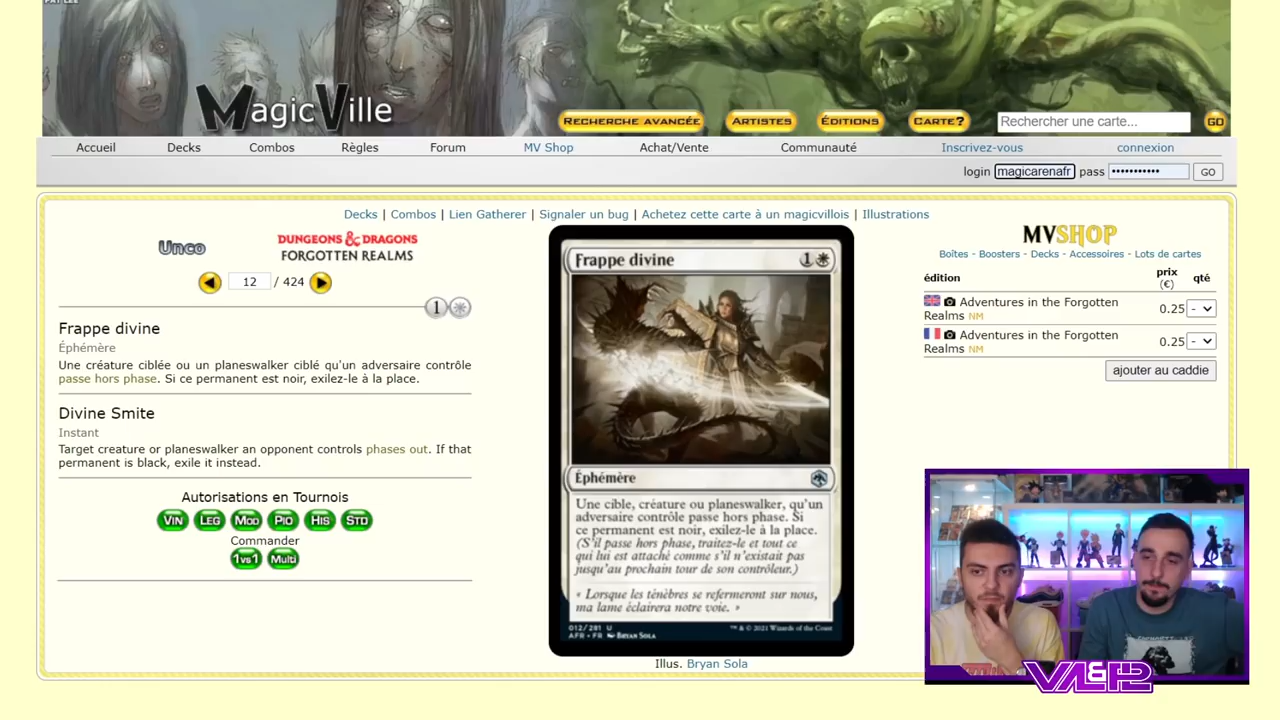 PAT LEE
MagicVille
RECHERCHE AVANCÉE
ARTISTES
ÉDITIONS
CARTE?
Rechercher une carte...
GO
Accueil
Decks
Combos
Règles
Forum
MV Shop
Achat/Vente
Communauté
Inscrivez-vous
connexion
login magicarenafr pass ••••••••••• GO
Decks | Combos | Lien Gatherer | Signaler un bug | Achetez cette carte à un magicvillois | Illustrations
Unco
DUNGEONS & DRAGONS
FORGOTTEN REALMS
12 / 424
1
Frappe divine
Éphémère
Une créature ciblée ou un planeswalker ciblé qu'un adversaire contrôle
passe hors phase. Si ce permanent est noir, exilez-le à la place.
Divine Smite
Instant
Target creature or planeswalker an opponent controls phases out. If that
permanent is black, exile it instead.
Autorisations en Tournois
VIN LEG MOD PIO HIS STD
Commander
1vs1 Multi
Frappe divine 1
Éphémère
Une cible, créature ou planeswalker, qu'un
adversaire contrôle passe hors phase. Si
ce permanent est noir, exilez-le à la place.
(S'il passe hors phase, traitez-le et tout ce
qui lui est attaché comme s'il n'existait pas
jusqu'au prochain tour de son contrôleur.)
« Lorsque les ténèbres se refermeront sur nous,
ma lame éclairera notre voie. »
012/281 U
AFR • FR BRYAN SOLA
™ & © 2021 Wizards of the Coast
Illus. Bryan Sola
MVSHOP
Boîtes - Boosters - Decks - Accessoires - Lots de cartes
édition prix (€) qté
Adventures in the Forgotten
Realms NM 0.25 -
Adventures in the Forgotten
Realms NM 0.25 -
ajouter au caddie